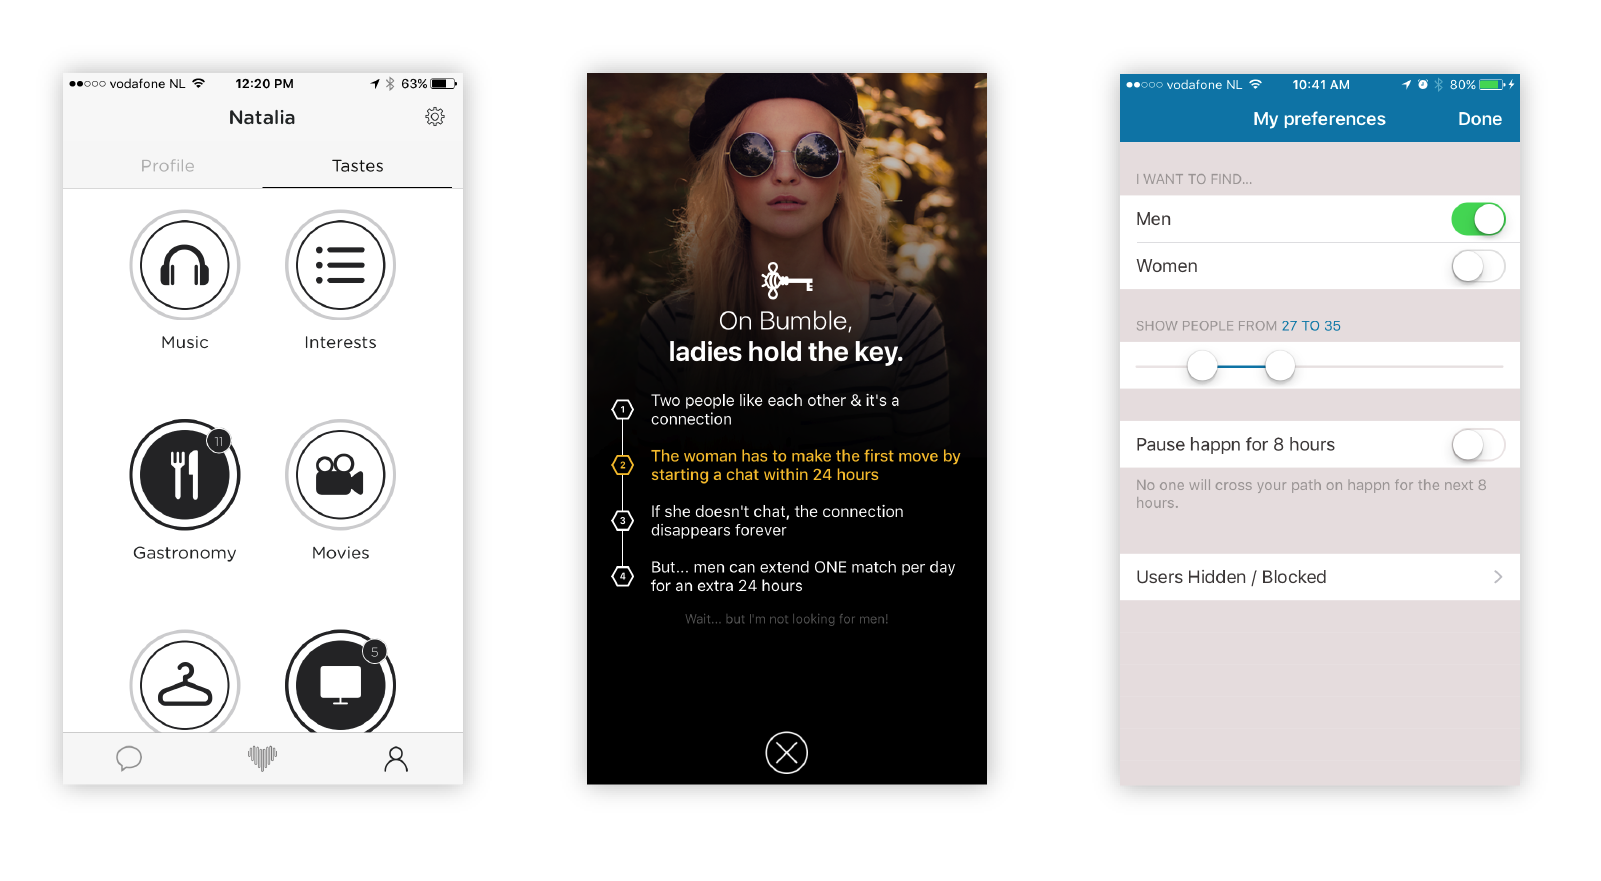 vodafone NL 12:20 PM 63%
Natalia
Profile Tastes
Music Interests
11
Gastronomy Movies
5
On Bumble,
ladies hold the key.
1 Two people like each other & it's a
connection
2 The woman has to make the first move by
starting a chat within 24 hours
3 If she doesn't chat, the connection
disappears forever
4 But... men can extend ONE match per day
for an extra 24 hours
Wait... but I'm not looking for men!
vodafone NL 10:41 AM 80%
My preferences Done
I WANT TO FIND...
Men
Women
SHOW PEOPLE FROM 27 TO 35
Pause happn for 8 hours
No one will cross your path on happn for the next 8
hours.
Users Hidden / Blocked